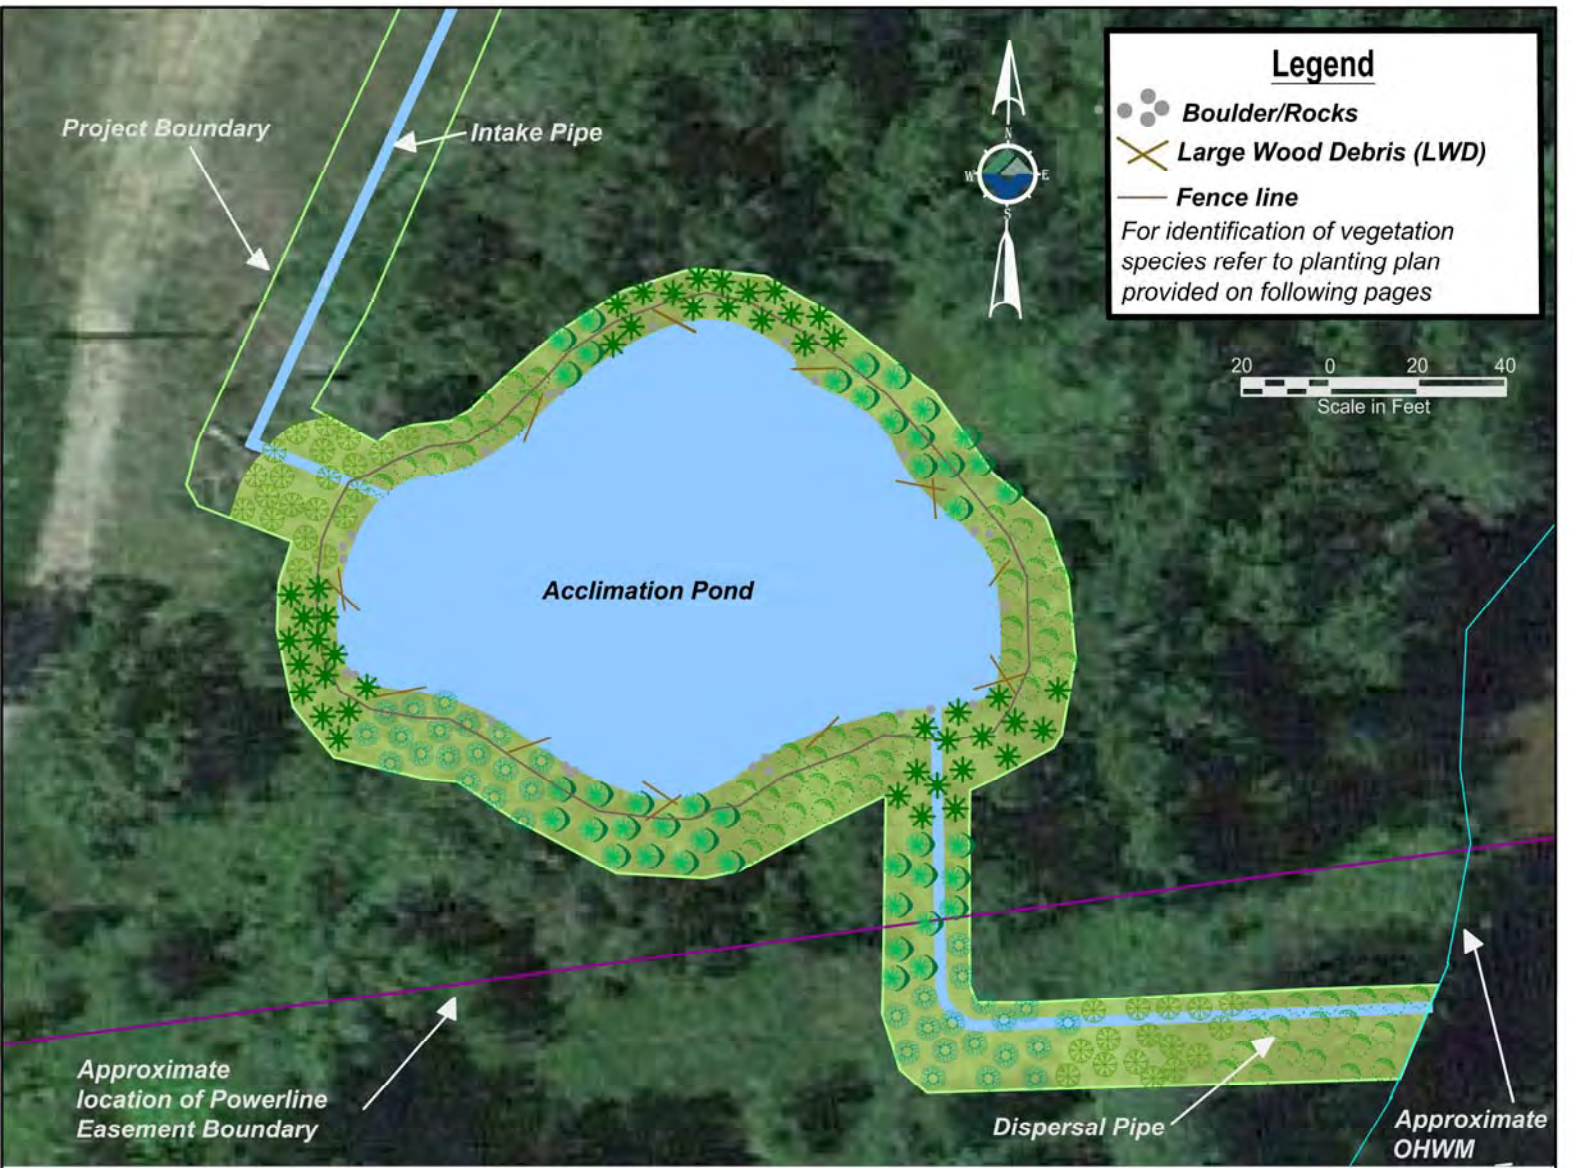 Legend
Boulder/Rocks
Large Wood Debris (LWD)
Fence line
For identification of vegetation
species refer to planting plan
provided on following pages
Project Boundary
Intake Pipe
N
W
E
S
20 0 20 40
Scale in Feet
Acclimation Pond
Approximate
location of Powerline
Easement Boundary
Dispersal Pipe
Approximate
OHWM